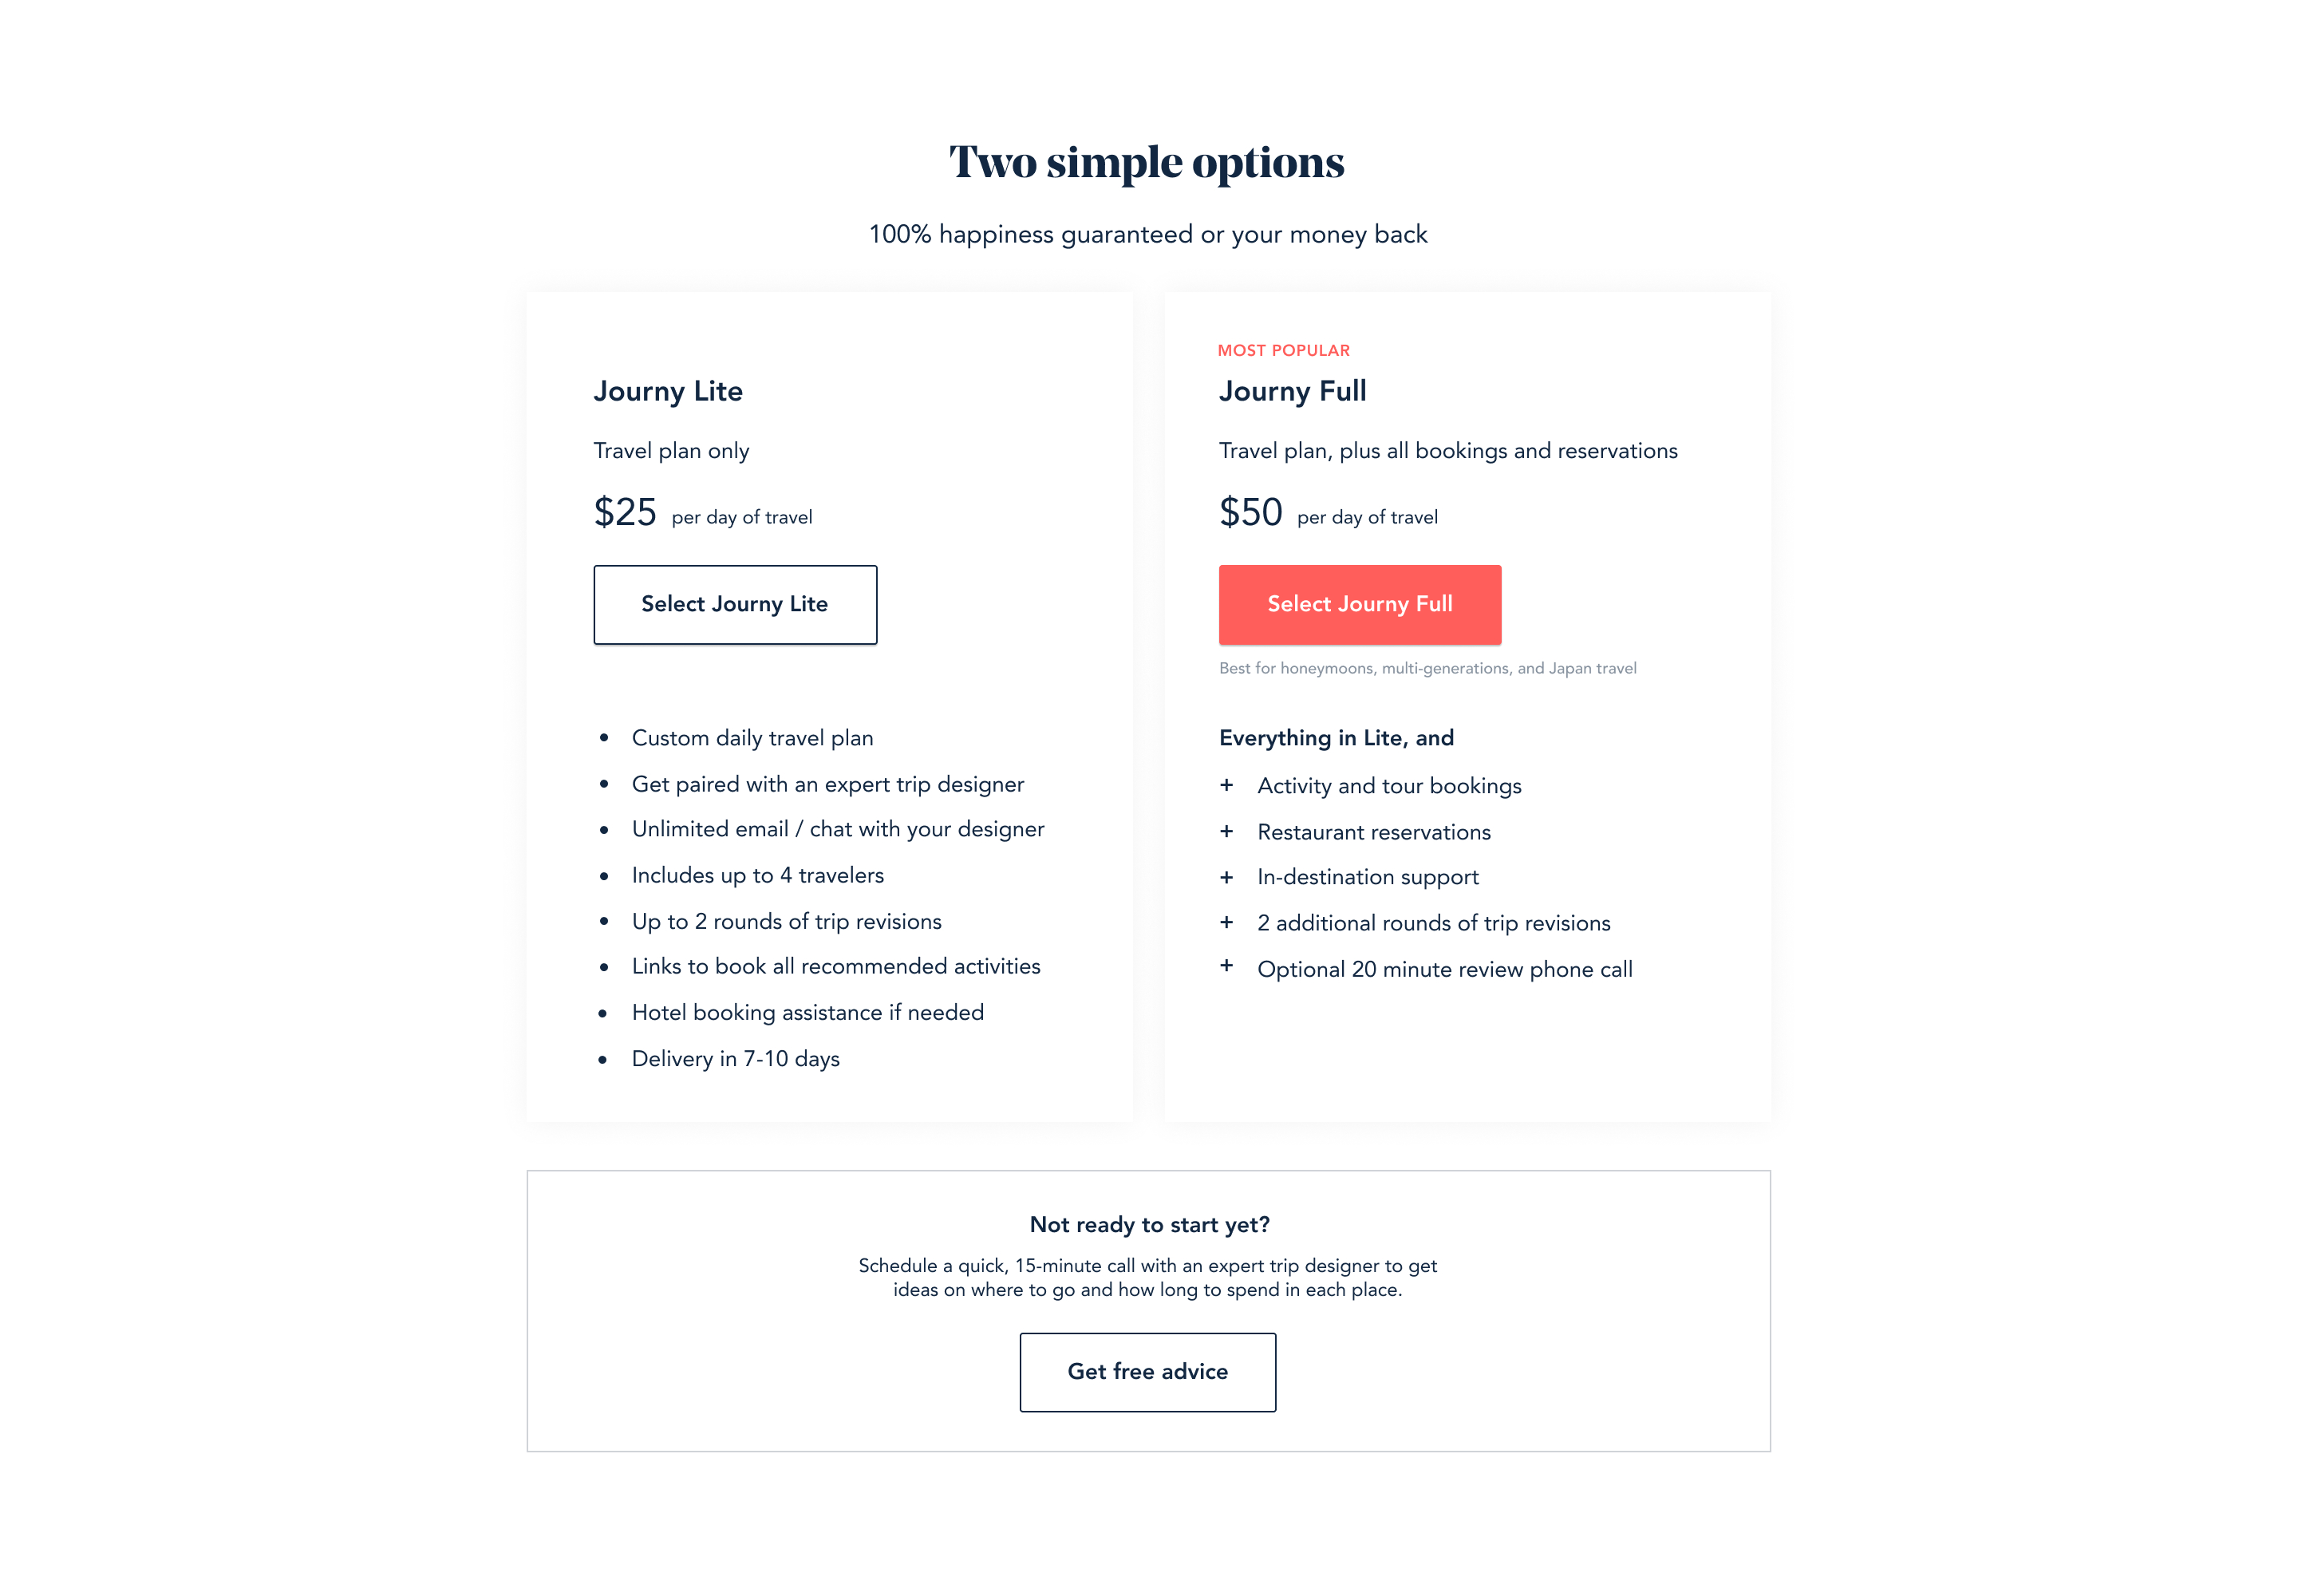 Two simple options
100% happiness guaranteed or your money back
Journy Lite
Travel plan only
$25 per day of travel
Select Journy Lite
• Custom daily travel plan
• Get paired with an expert trip designer
• Unlimited email / chat with your designer
• Includes up to 4 travelers
• Up to 2 rounds of trip revisions
• Links to book all recommended activities
• Hotel booking assistance if needed
• Delivery in 7-10 days
MOST POPULAR
Journy Full
Travel plan, plus all bookings and reservations
$50 per day of travel
Select Journy Full
Best for honeymoons, multi-generations, and Japan travel
Everything in Lite, and
+ Activity and tour bookings
+ Restaurant reservations
+ In-destination support
+ 2 additional rounds of trip revisions
+ Optional 20 minute review phone call
Not ready to start yet?
Schedule a quick, 15-minute call with an expert trip designer to get
ideas on where to go and how long to spend in each place.
Get free advice